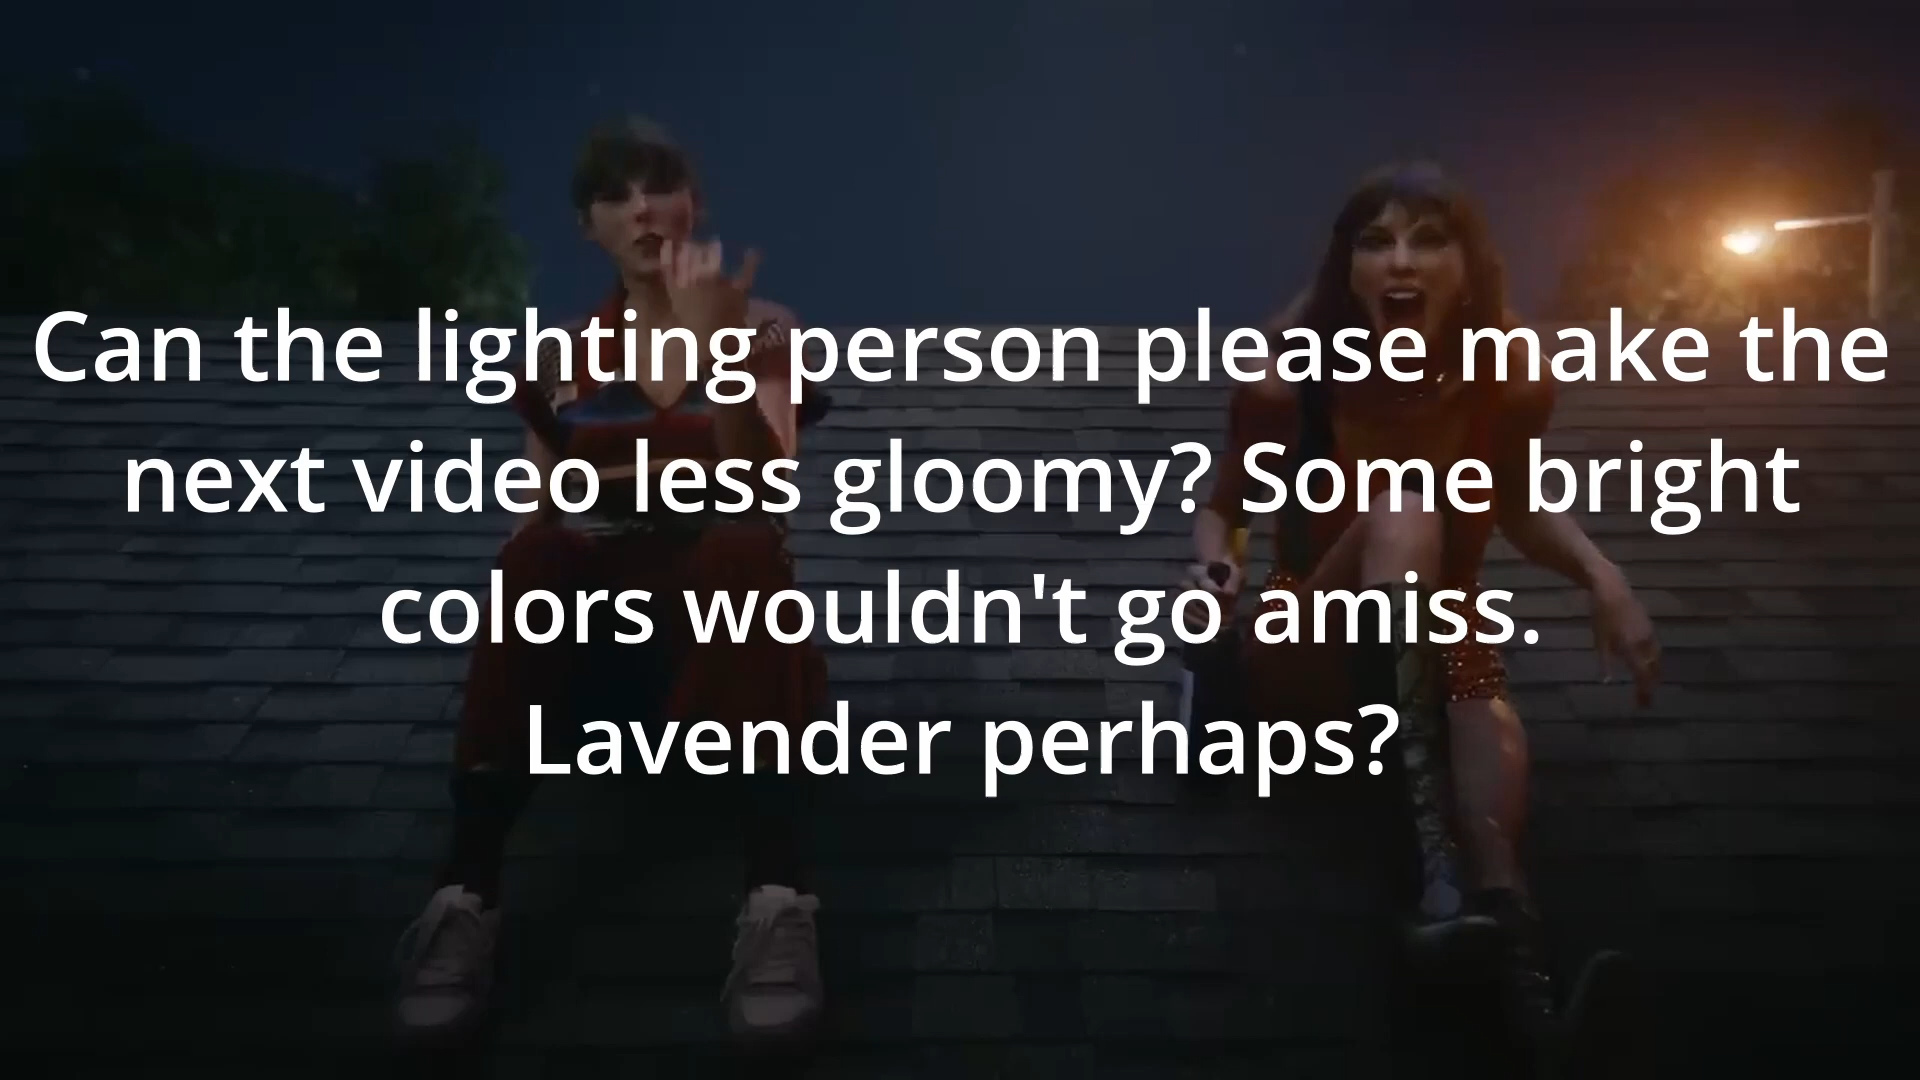 Can the lighting person please make the
next video less gloomy? Some bright
colors wouldn't go amiss.
Lavender perhaps?